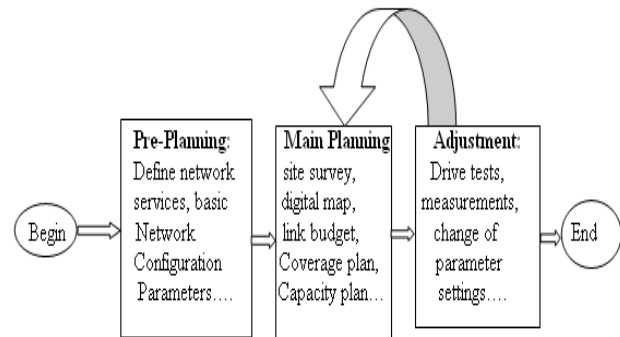 Begin
Pre-Planning:
Define network
services, basic
Network
Configuration
Parameters....
Main Planning
site survey,
digital map,
link budget,
Coverage plan,
Capacity plan...
Adjustment:
Drive tests,
measurements,
change of
parameter
settings....
End